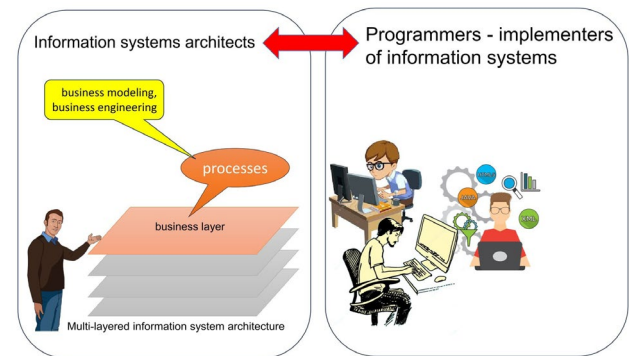 Information systems architects
Programmers - implementers
of information systems
business modeling,
business engineering
processes
business layer
Multi-layered information system architecture